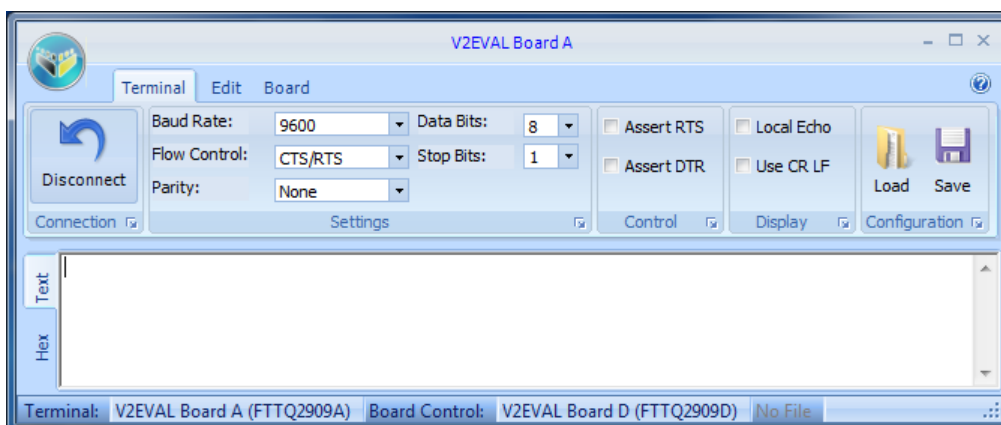 V2EVAL Board A
Terminal Edit Board
Disconnect
Connection
Baud Rate: 9600
Data Bits: 8
Flow Control: CTS/RTS
Stop Bits: 1
Parity: None
Settings
Assert RTS
Assert DTR
Control
Local Echo
Use CR LF
Display
Load Save
Configuration
Text
Hex
Terminal: V2EVAL Board A (FTTQ2909A) Board Control: V2EVAL Board D (FTTQ2909D) No File